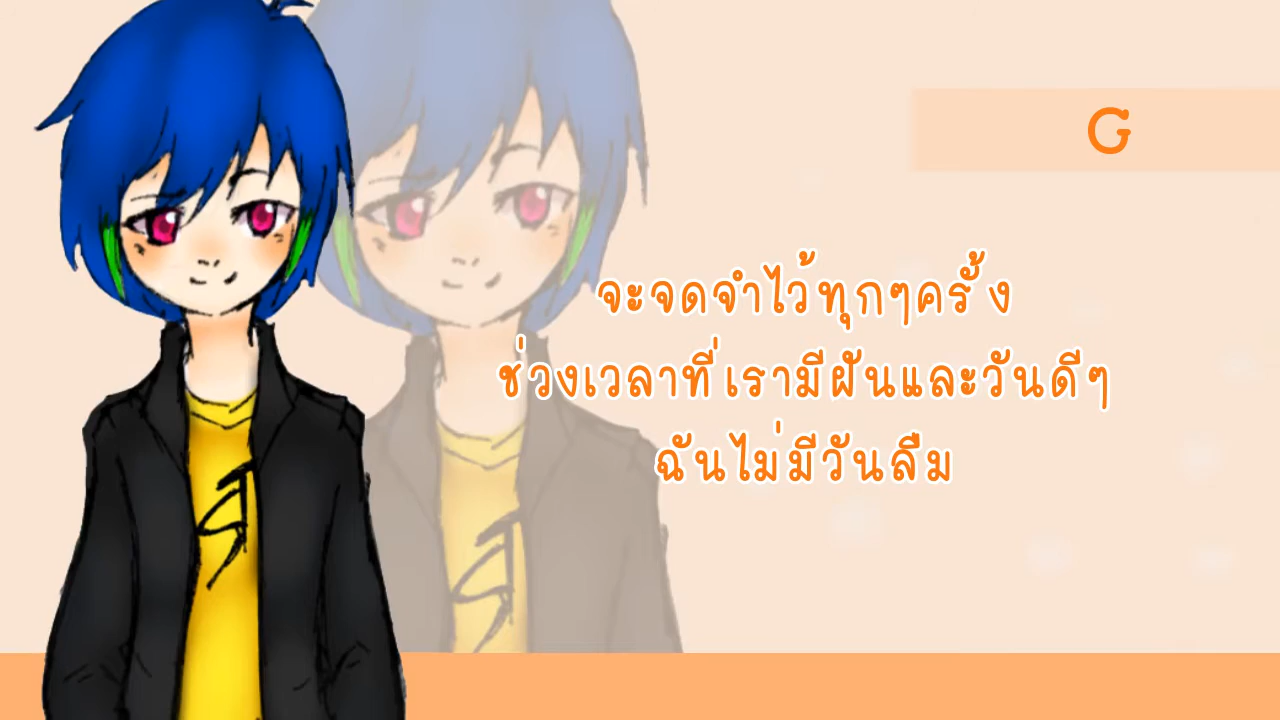 G
จะจดจำไว้ทุกๆครั้ง
ช่วงเวลาที่เรามีฝันและวันดีๆ
ฉันไม่มีวันลืม